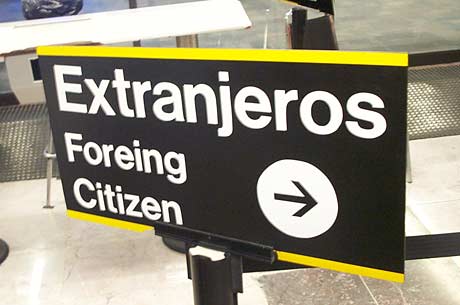 Extranjeros
Foreing
Citizen